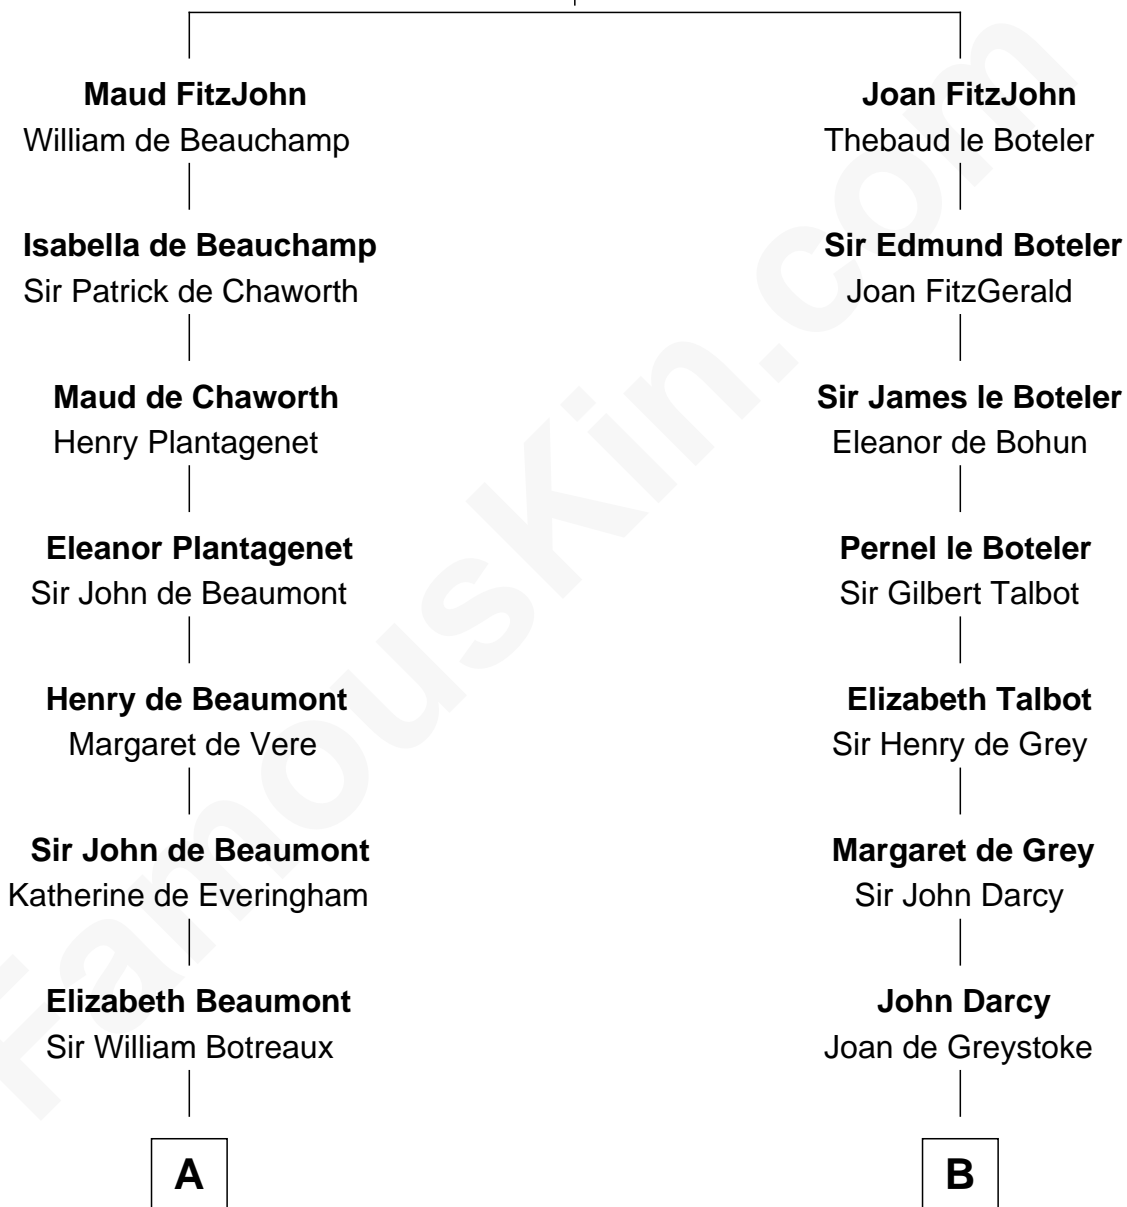 Maud FitzJohn
William de Beauchamp
Isabella de Beauchamp
Sir Patrick de Chaworth
Maud de Chaworth
Henry Plantagenet
Eleanor Plantagenet
Sir John de Beaumont
Henry de Beaumont
Margaret de Vere
Sir John de Beaumont
Katherine de Everingham
Elizabeth Beaumont
Sir William Botreaux
A
Joan FitzJohn
Thebaud le Boteler
Sir Edmund Boteler
Joan FitzGerald
Sir James le Boteler
Eleanor de Bohun
Pernel le Boteler
Sir Gilbert Talbot
Elizabeth Talbot
Sir Henry de Grey
Margaret de Grey
Sir John Darcy
John Darcy
Joan de Greystoke
B
FamousKin.com